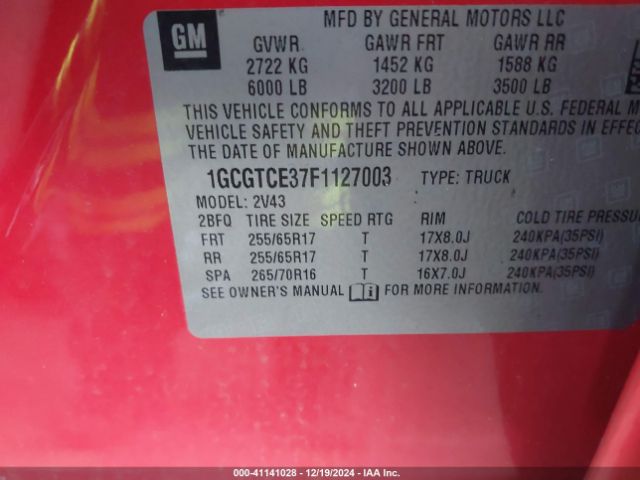 GM
MFD BY GENERAL MOTORS LLC
GVWR GAWR FRT GAWR RR
2722 KG 1452 KG 1588 KG
6000 LB 3200 LB 3500 LB
THIS VEHICLE CONFORMS TO ALL APPLICABLE U.S. FEDERAL M
VEHICLE SAFETY AND THEFT PREVENTION STANDARDS IN EFFEC
THE DATE OF MANUFACTURE SHOWN ABOVE.
1GCGTCE37F1127003 TYPE: TRUCK
MODEL: 2V43
2BFQ TIRE SIZE SPEED RTG RIM COLD TIRE PRESSU
FRT 255/65R17 T 17X8.0J 240KPA(35PSI)
RR 255/65R17 T 17X8.0J 240KPA(35PSI)
SPA 265/70R16 T 16X7.0J 240KPA(35PSI)
SEE OWNER'S MANUAL i FOR MORE INFORMATION.
000-41141028 - 12/19/2024 - IAA Inc.